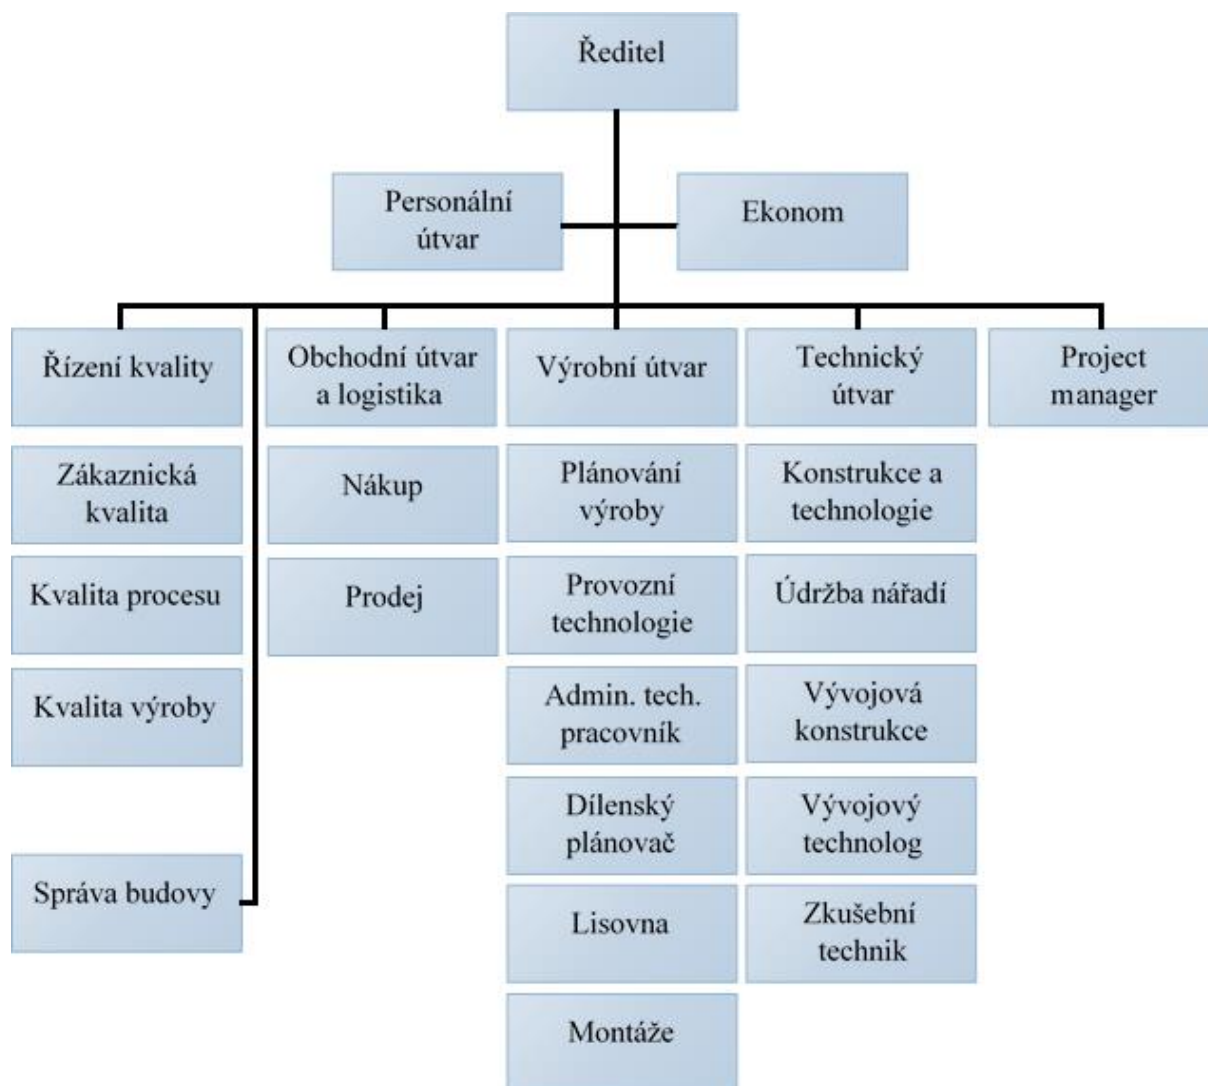 Ředitel
Personální
útvar
Ekonom
Řízení kvality
Obchodní útvar
a logistika
Výrobní útvar
Technický
útvar
Project
manager
Zákaznická
kvalita
Nákup
Plánování
výroby
Konstrukce a
technologie
Kvalita procesu
Prodej
Provozní
technologie
Údržba nářadí
Kvalita výroby
Admin. tech.
pracovník
Vývojová
konstrukce
Dílenský
plánovač
Vývojový
technolog
Správa budovy
Lisovna
Zkušební
technik
Montáže